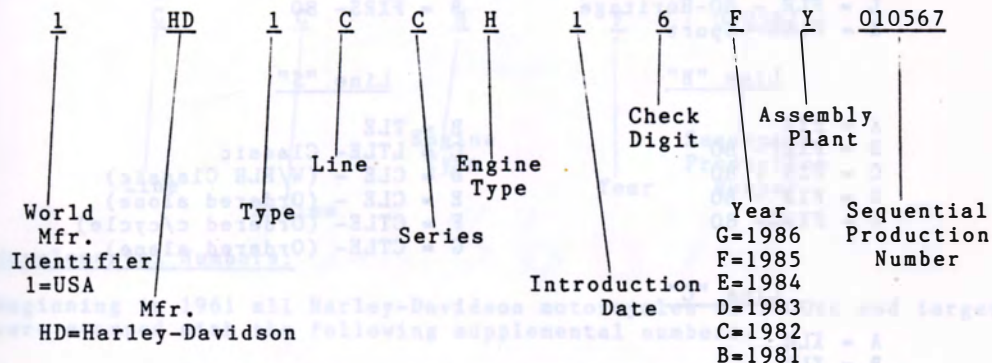 1 HD 1 C C H 1 6 F Y 010567
Check Digit
Assembly Plant
Line
Engine Type
World Mfr. Identifier
1=USA
Type
Series
Year
G=1986
F=1985
E=1984
D=1983
C=1982
B=1981
Sequential Production Number
Introduction Date
Mfr.
HD=Harley-Davidson